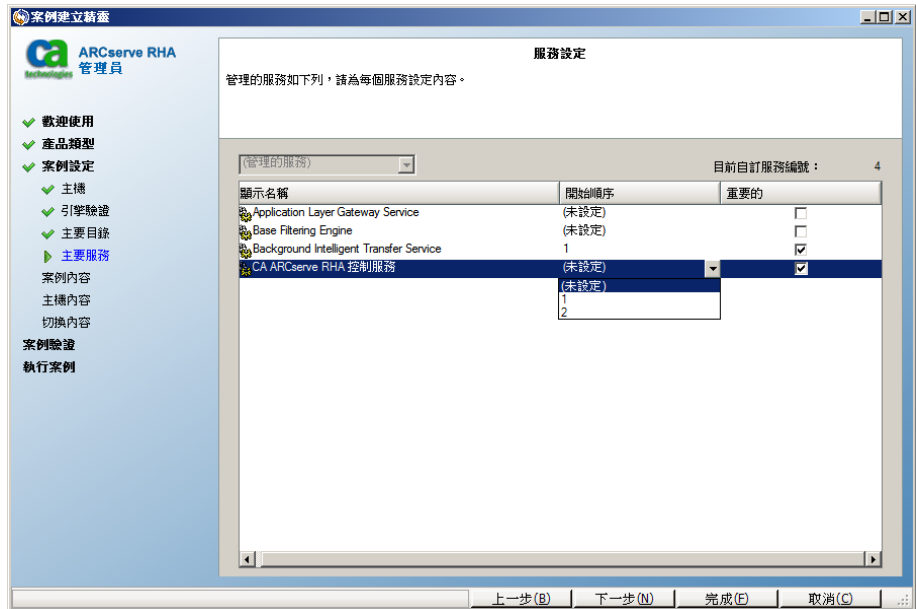 案例建立精靈
ca
technologies
ARCserve RHA
管理員
服務設定
管理的服務如下列，請為每個服務設定內容。
歡迎使用
產品類型
案例設定
主機
引擎驗證
主要目錄
主要服務
案例內容
主機內容
切換內容
案例驗證
執行案例
(管理的服務)
目前自訂服務編號： 4
顯示名稱 開始順序 重要的
Application Layer Gateway Service (未設定)
Base Filtering Engine (未設定)
Background Intelligent Transfer Service 1
CA ARCserve RHA 控制服務 (未設定)
(未設定)
1
2
上一步(B) 下一步(N) 完成(F) 取消(C)